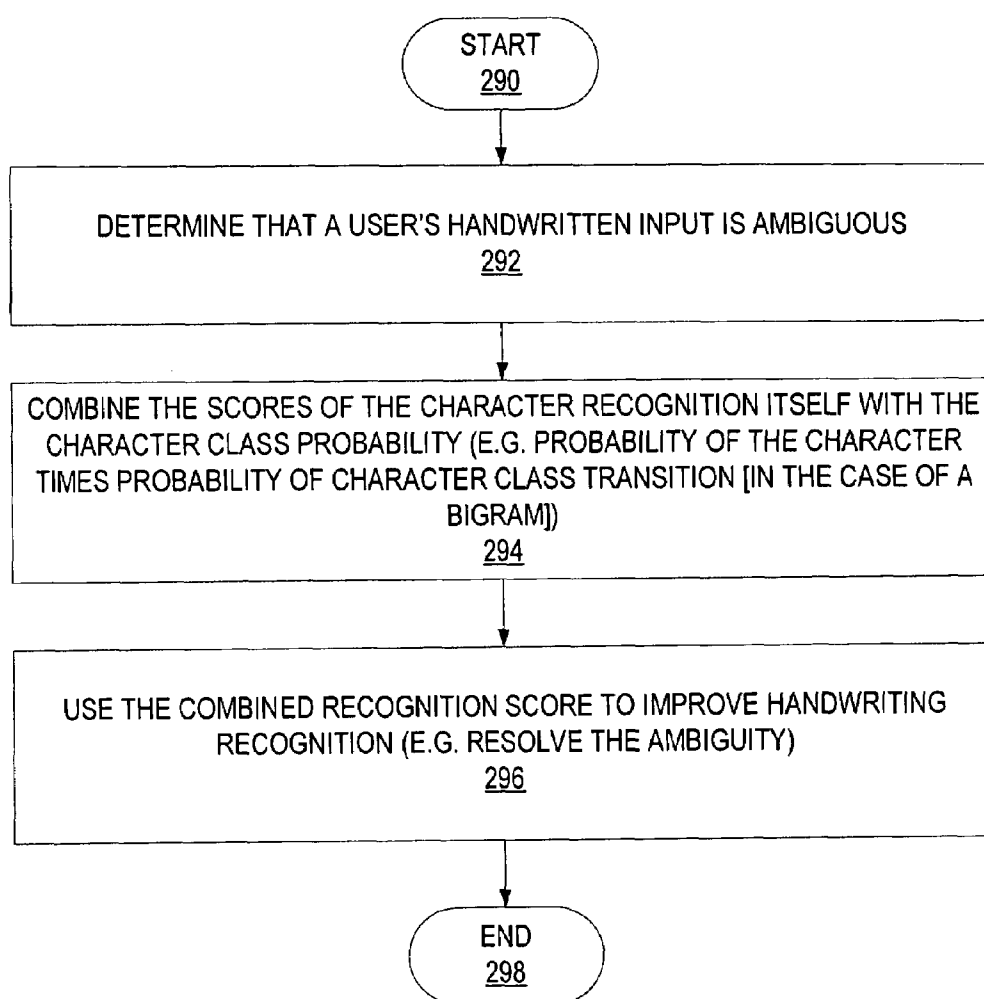 START
290
DETERMINE THAT A USER'S HANDWRITTEN INPUT IS AMBIGUOUS
292
COMBINE THE SCORES OF THE CHARACTER RECOGNITION ITSELF WITH THE
CHARACTER CLASS PROBABILITY (E.G. PROBABILITY OF THE CHARACTER
TIMES PROBABILITY OF CHARACTER CLASS TRANSITION [IN THE CASE OF A
BIGRAM])
294
USE THE COMBINED RECOGNITION SCORE TO IMPROVE HANDWRITING
RECOGNITION (E.G. RESOLVE THE AMBIGUITY)
296
END
298